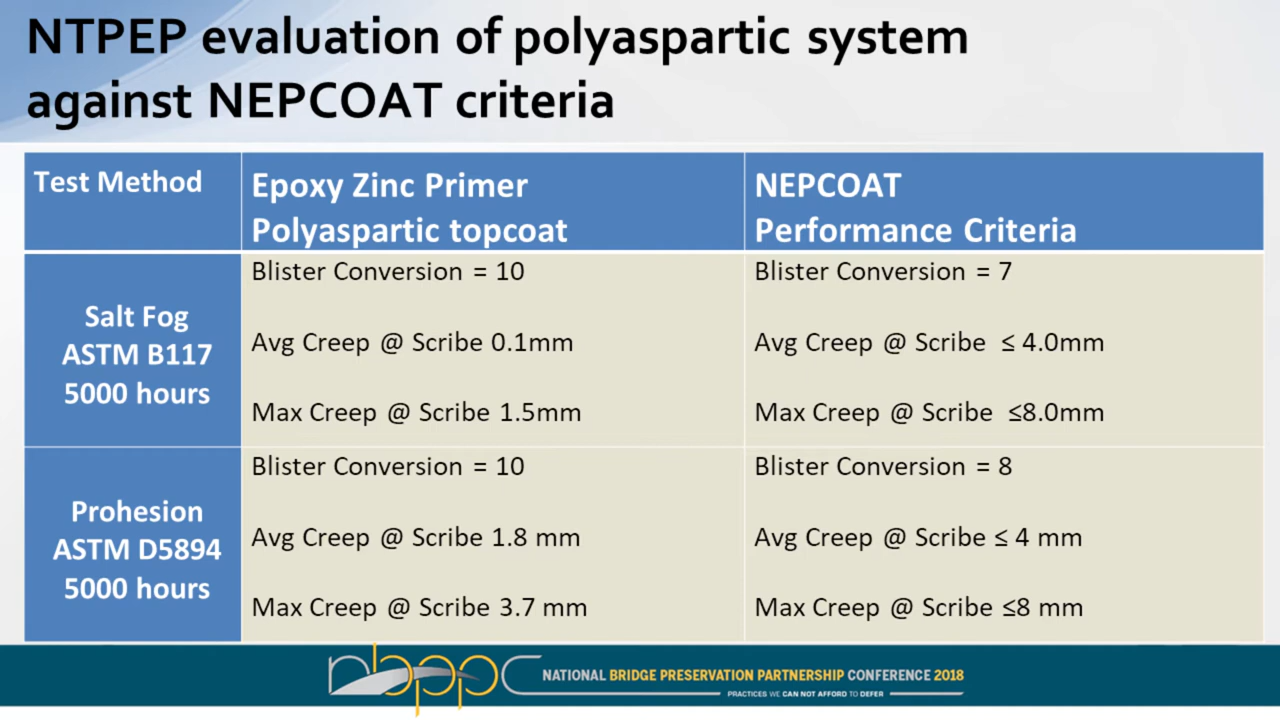 NTPEP evaluation of polyaspartic system
against NEPCOAT criteria
Test Method
Epoxy Zinc Primer
Polyaspartic topcoat
NEPCOAT
Performance Criteria
Salt Fog
ASTM B117
5000 hours
Blister Conversion = 10
Avg Creep @ Scribe 0.1mm
Max Creep @ Scribe 1.5mm
Blister Conversion = 7
Avg Creep @ Scribe ≤ 4.0mm
Max Creep @ Scribe ≤8.0mm
Prohesion
ASTM D5894
5000 hours
Blister Conversion = 10
Avg Creep @ Scribe 1.8 mm
Max Creep @ Scribe 3.7 mm
Blister Conversion = 8
Avg Creep @ Scribe ≤ 4 mm
Max Creep @ Scribe ≤8 mm
nbppc
NATIONAL BRIDGE PRESERVATION PARTNERSHIP CONFERENCE 2018
PRACTICES WE CAN NOT AFFORD TO DEFER